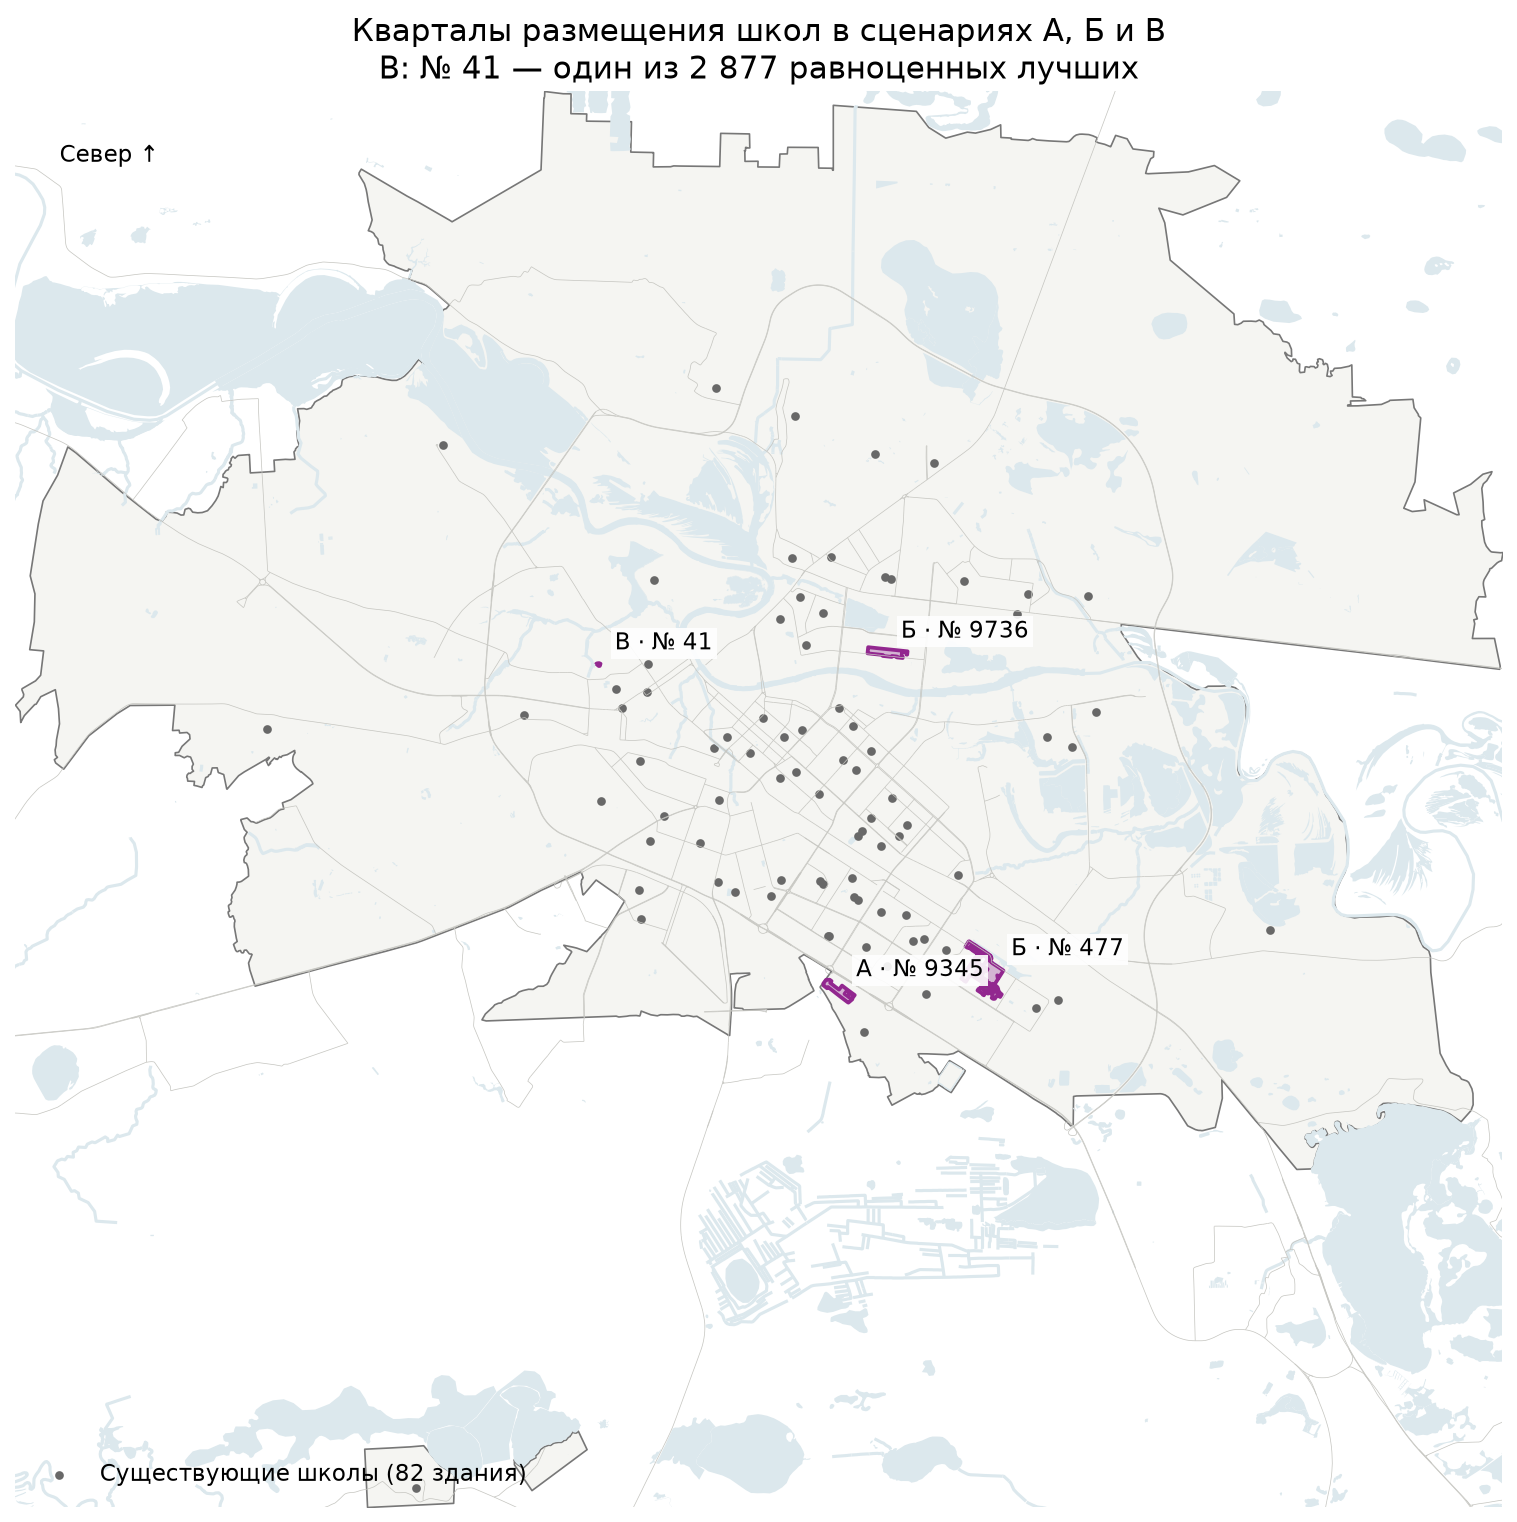 Кварталы размещения школ в сценариях А, Б и В
В: № 41 — один из 2 877 равноценных лучших
Север ↑
Б · № 9736
В · № 41
Б · № 477
А · № 9345
Существующие школы (82 здания)